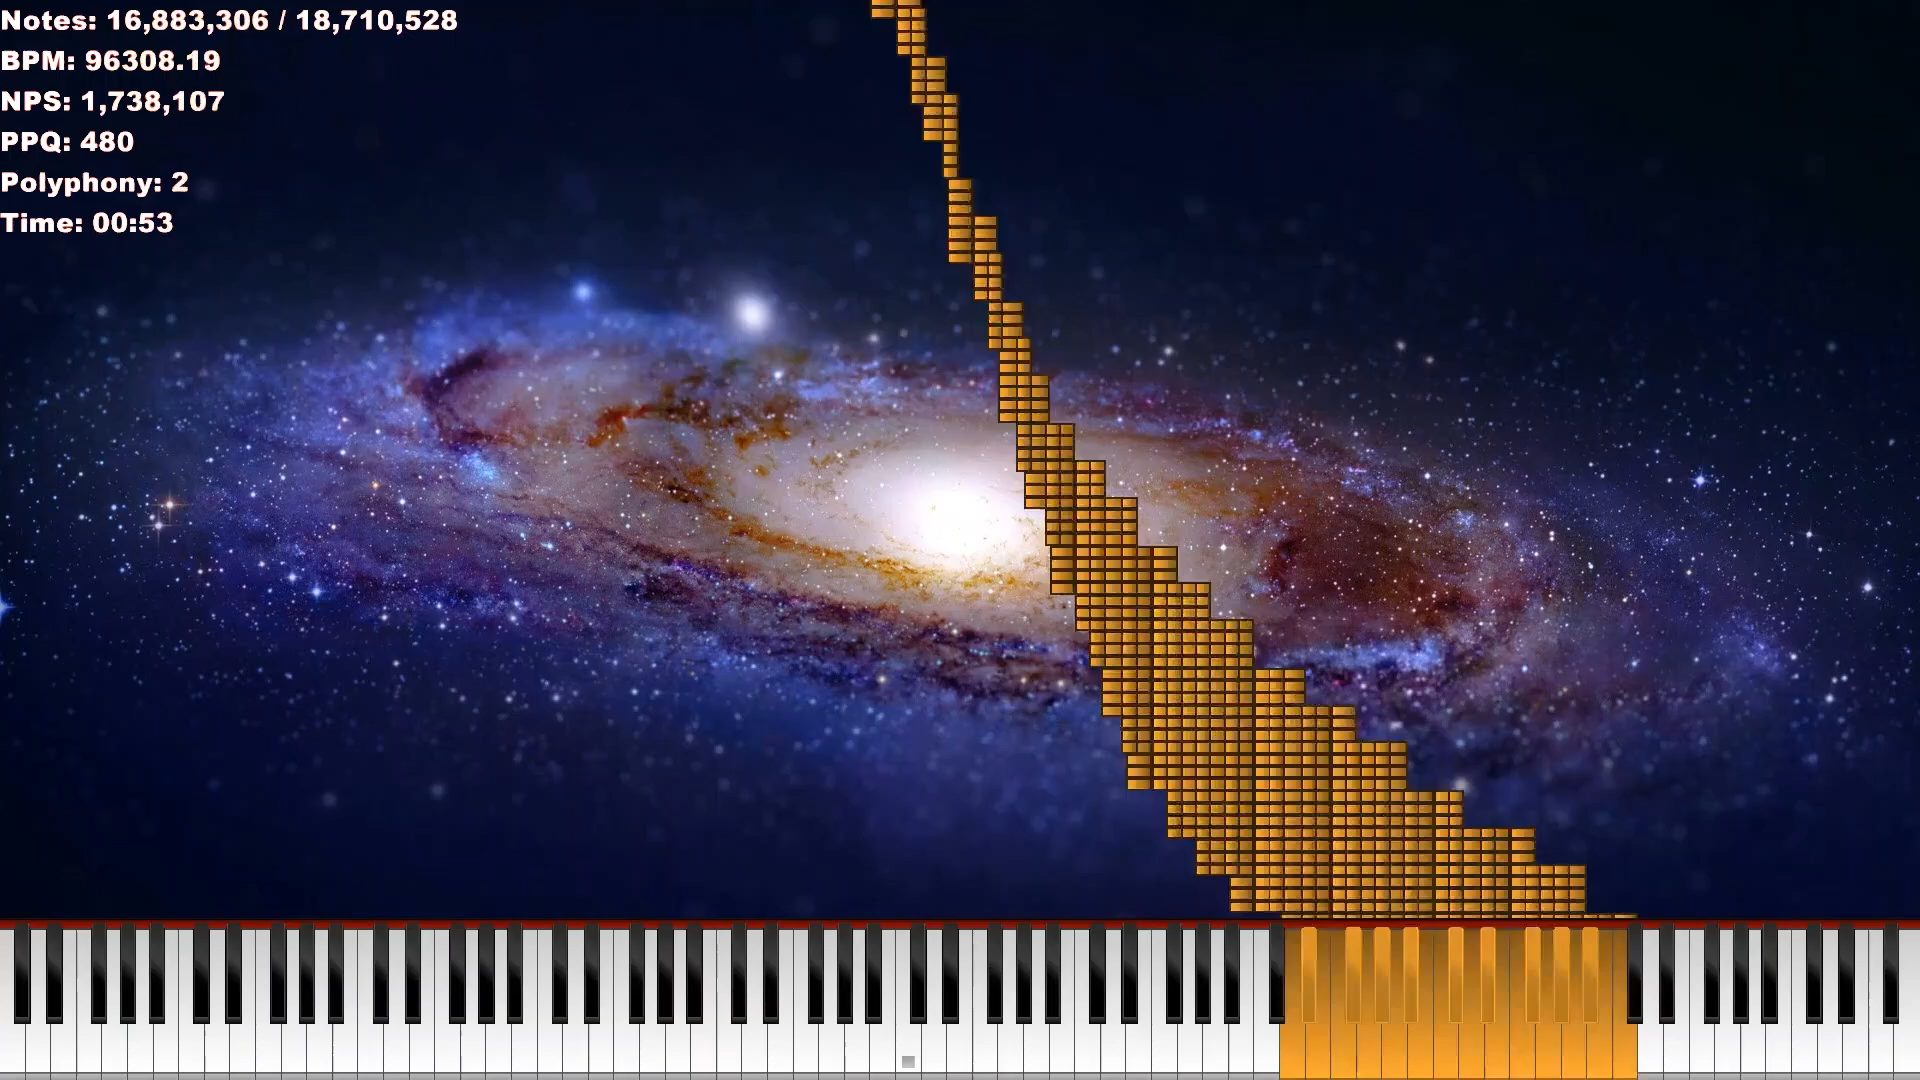 Notes: 16,883,306 / 18,710,528
BPM: 96308.19
NPS: 1,738,107
PPQ: 480
Polyphony: 2
Time: 00:53